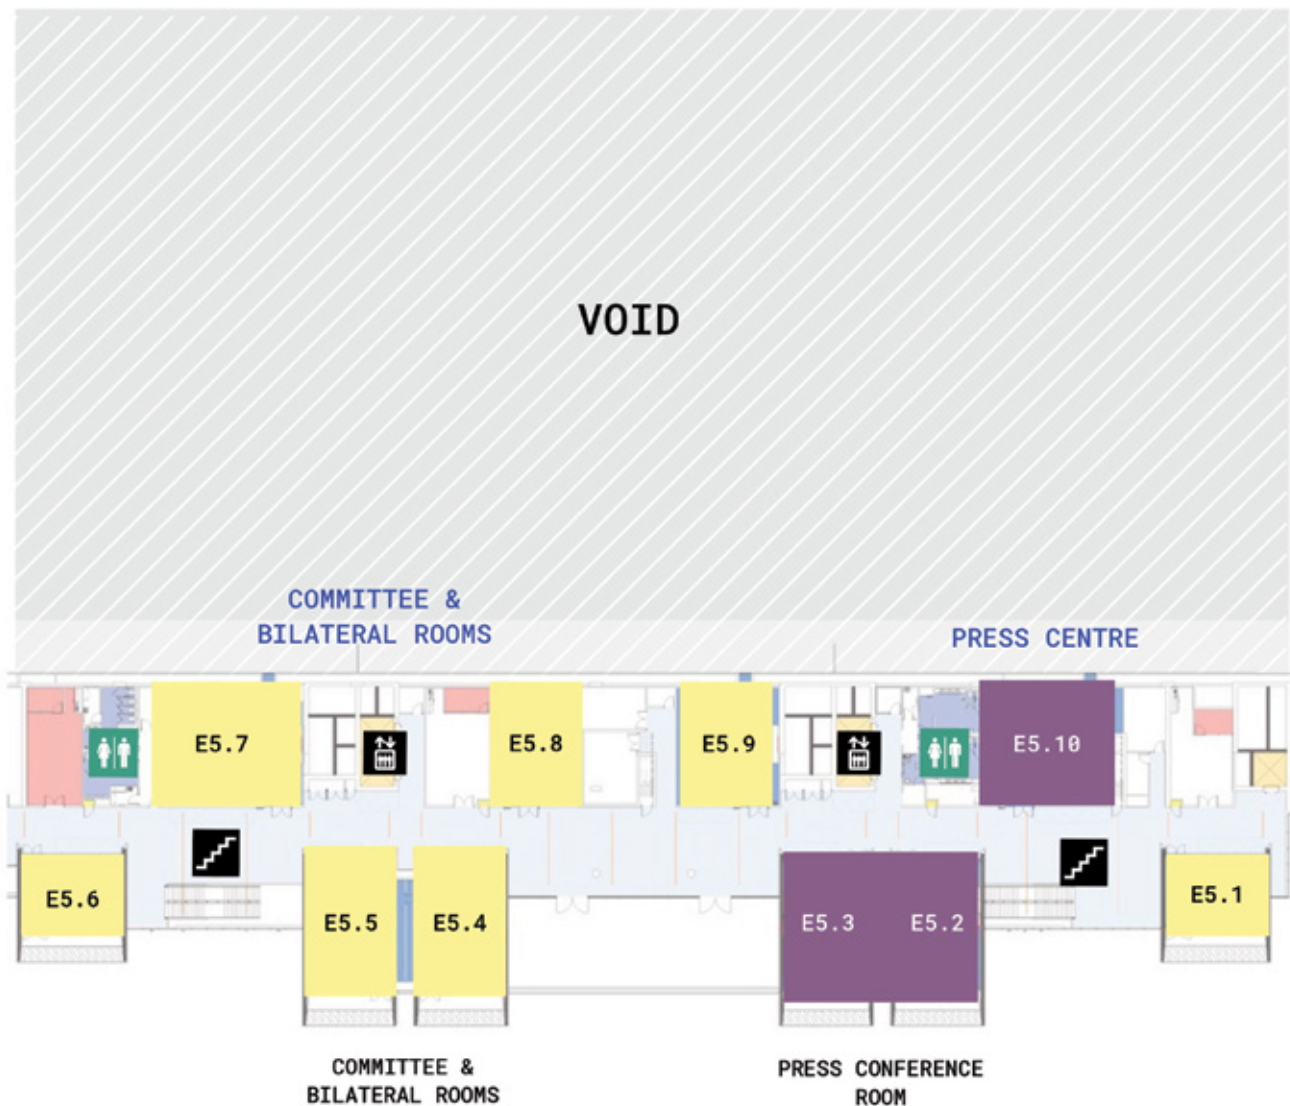 VOID
COMMITTEE &
BILATERAL ROOMS
PRESS CENTRE
E5.7
E5.8
E5.9
E5.10
E5.6
E5.5
E5.4
E5.3
E5.2
E5.1
COMMITTEE &
BILATERAL ROOMS
PRESS CONFERENCE
ROOM